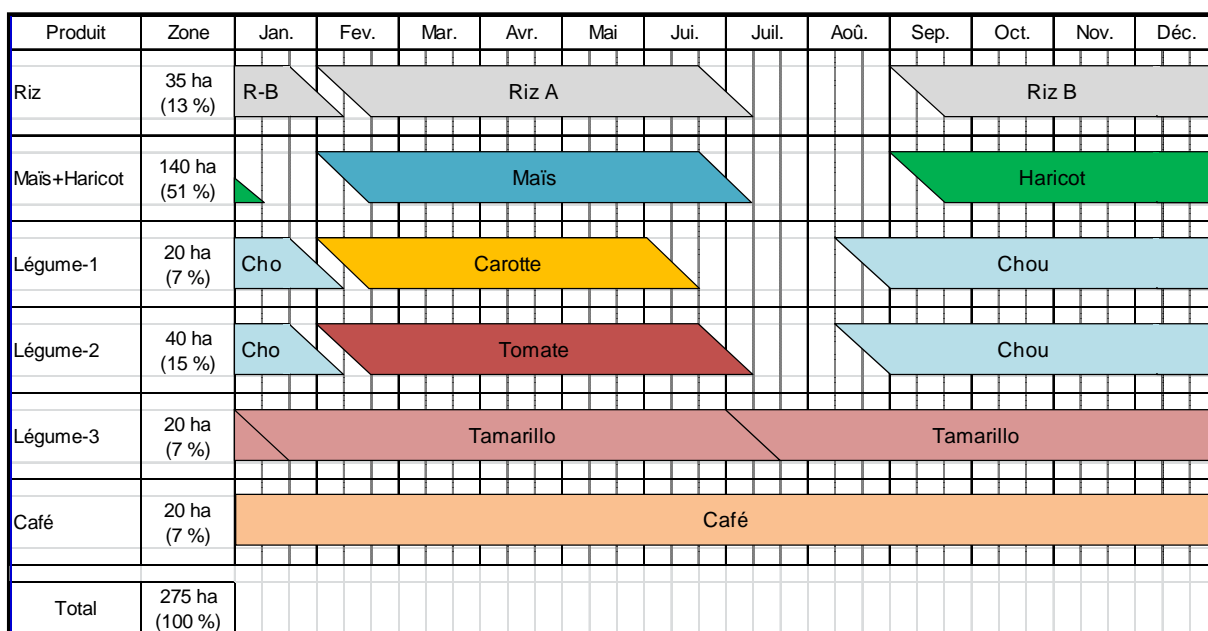 Produit Zone Jan. Fev. Mar. Avr. Mai Jui. Juil. Aoû. Sep. Oct. Nov. Déc.
Riz 35 ha (13 %) R-B Riz A Riz B
Maïs+Haricot 140 ha (51 %) Maïs Haricot
Légume-1 20 ha (7 %) Cho Carotte Chou
Légume-2 40 ha (15 %) Cho Tomate Chou
Légume-3 20 ha (7 %) Tamarillo Tamarillo
Café 20 ha (7 %) Café
Total 275 ha (100 %)